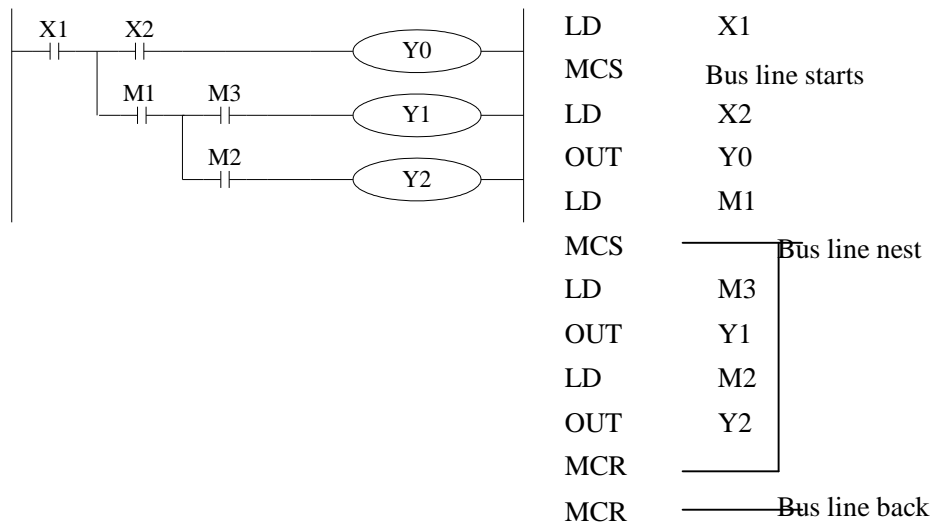 X1 X2 Y0
M1 M3 Y1
M2 Y2
LD X1
MCS Bus line starts
LD X2
OUT Y0
LD M1
MCS Bus line nest
LD M3
OUT Y1
LD M2
OUT Y2
MCR
MCR Bus line back